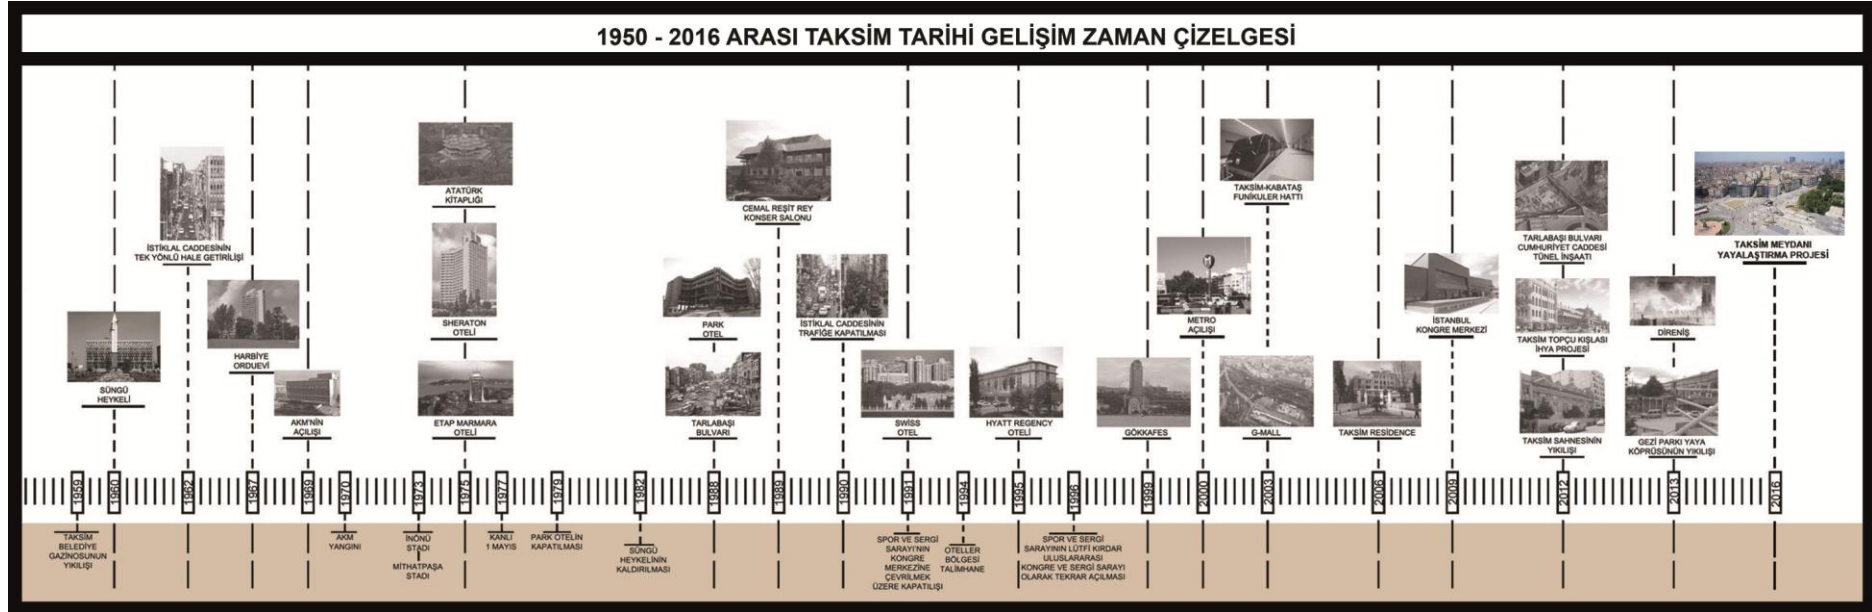 1950 - 2016 ARASI TAKSİM TARİHİ GELİŞİM ZAMAN ÇİZELGESİ
SÜNGÜ
HEYKELİ
İSTİKLAL CADDESİNİN
TEK YÖNLÜ HALE GETİRİLİŞİ
HARBİYE
ORDUEVİ
AKM'NİN
AÇILIŞI
ATATÜRK
KİTAPLIĞI
SHERATON
OTELİ
ETAP MARMARA
OTELİ
PARK
OTEL
TARLABAŞI
BULVARI
CEMAL REŞİT REY
KONSER SALONU
İSTİKLAL CADDESİNİN
TRAFİĞE KAPATILMASI
SWİSS
OTEL
HYATT REGENCY
OTELİ
GÖKKAFES
METRO
AÇILIŞI
TAKSİM-KABATAŞ
FUNİKULER HATTI
G-MALL
TAKSİM RESIDENCE
İSTANBUL
KONGRE MERKEZİ
TARLABAŞI BULVARI
CUMHURİYET CADDESİ
TÜNEL İNŞAATI
TAKSİM TOPÇU KIŞLASI
İHYA PROJESİ
TAKSİM SAHNESİNİN
YIKILIŞI
DİRENİŞ
GEZİ PARKI YAYA
KÖPRÜSÜNÜN YIKILIŞI
TAKSİM MEYDANI
YAYALAŞTIRMA PROJESİ
1959
1960
1962
1967
1969
1970
1973
1975
1977
1979
1982
1988
1989
1990
1991
1994
1995
1996
1999
2000
2003
2006
2009
2012
2013
2016
TAKSİM
BELEDİYE
GAZİNOSUNUN
YIKILIŞI
AKM
YANGINI
İNÖNÜ
STADI
MİTHATPAŞA
STADI
KANLI
1 MAYIS
PARK OTELİN
KAPATILMASI
SÜNGÜ
HEYKELİNİN
KALDIRILMASI
SPOR VE SERGİ
SARAYI'NIN
KONGRE
MERKEZİNE
ÇEVRİLMEK
ÜZERE KAPATILIŞI
OTELLER
BÖLGESİ
TALİMHANE
SPOR VE SERGİ
SARAYININ LÜTFİ KIRDAR
ULUSLARARASI
KONGRE VE SERGİ SARAYI
OLARAK TEKRAR AÇILMASI